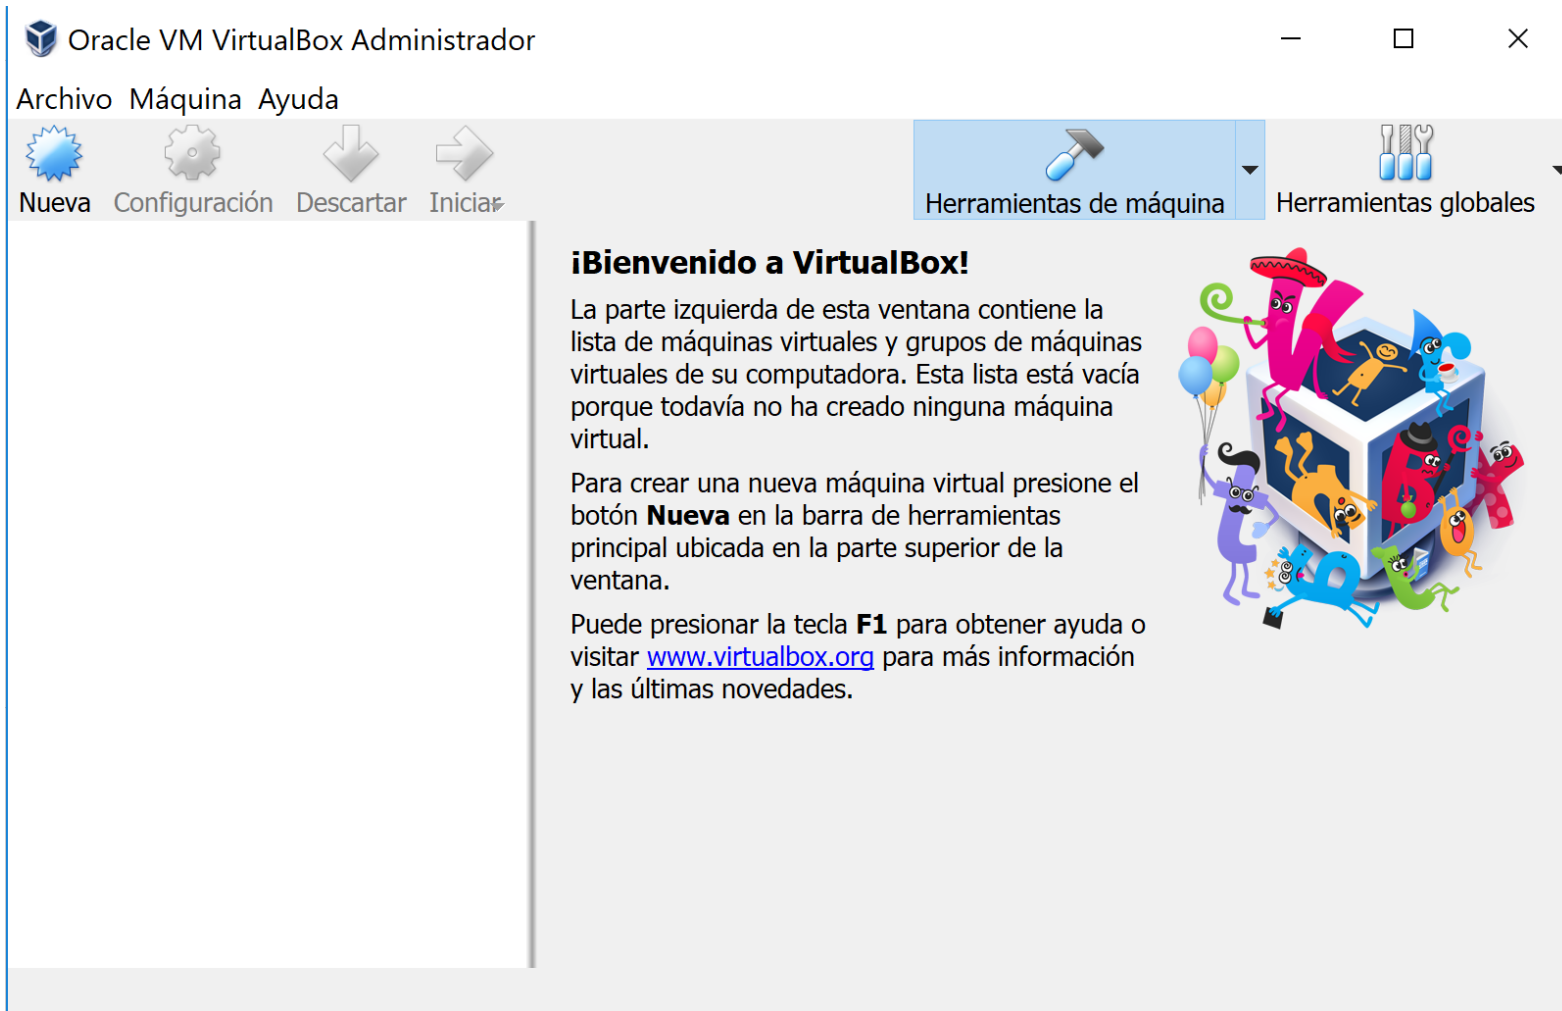 Oracle VM VirtualBox Administrador
Archivo Máquina Ayuda
Nueva Configuración Descartar Iniciar Herramientas de máquina Herramientas globales
¡Bienvenido a VirtualBox!
La parte izquierda de esta ventana contiene la
lista de máquinas virtuales y grupos de máquinas
virtuales de su computadora. Esta lista está vacía
porque todavía no ha creado ninguna máquina
virtual.
Para crear una nueva máquina virtual presione el
botón Nueva en la barra de herramientas
principal ubicada en la parte superior de la
ventana.
Puede presionar la tecla F1 para obtener ayuda o
visitar www.virtualbox.org para más información
y las últimas novedades.